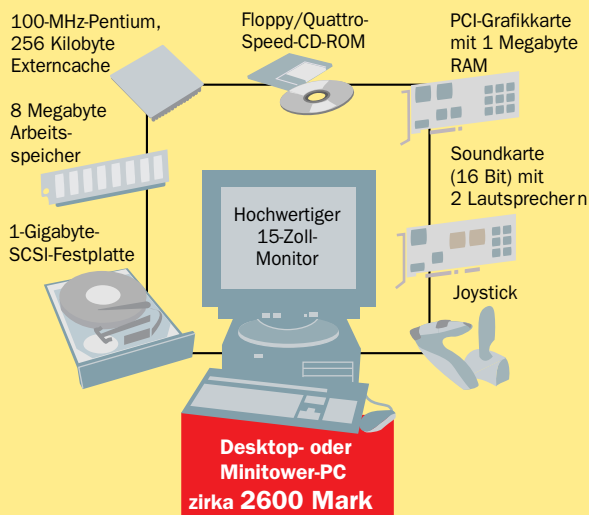 100-MHz-Pentium,
256 Kilobyte
Externcache
Floppy/Quattro-
Speed-CD-ROM
PCI-Grafikkarte
mit 1 Megabyte
RAM
8 Megabyte
Arbeits-
speicher
Soundkarte
(16 Bit) mit
2 Lautsprechern
1-Gigabyte-
SCSI-Festplatte
Hochwertiger
15-Zoll-
Monitor
Joystick
Desktop- oder
Minitower-PC
zirka 2600 Mark